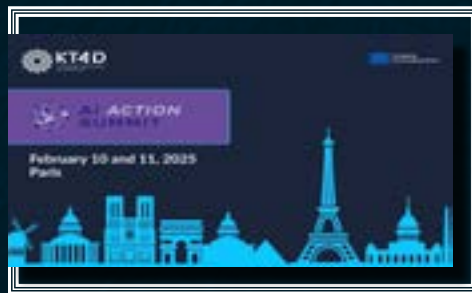 KT4D
AI ACTION
SUMMIT
February 10 and 11, 2025
Paris